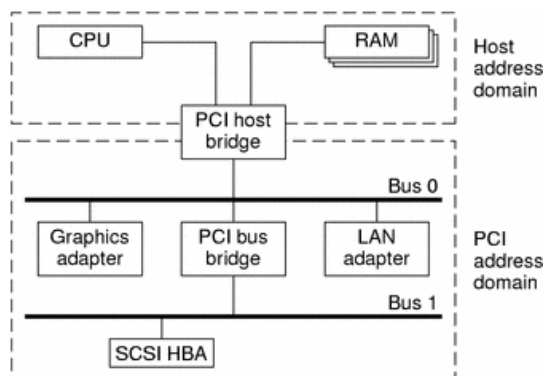 CPU
RAM
Host
address
domain
PCI host
bridge
Bus 0
Graphics
adapter
PCI bus
bridge
LAN
adapter
PCI
address
domain
Bus 1
SCSI HBA